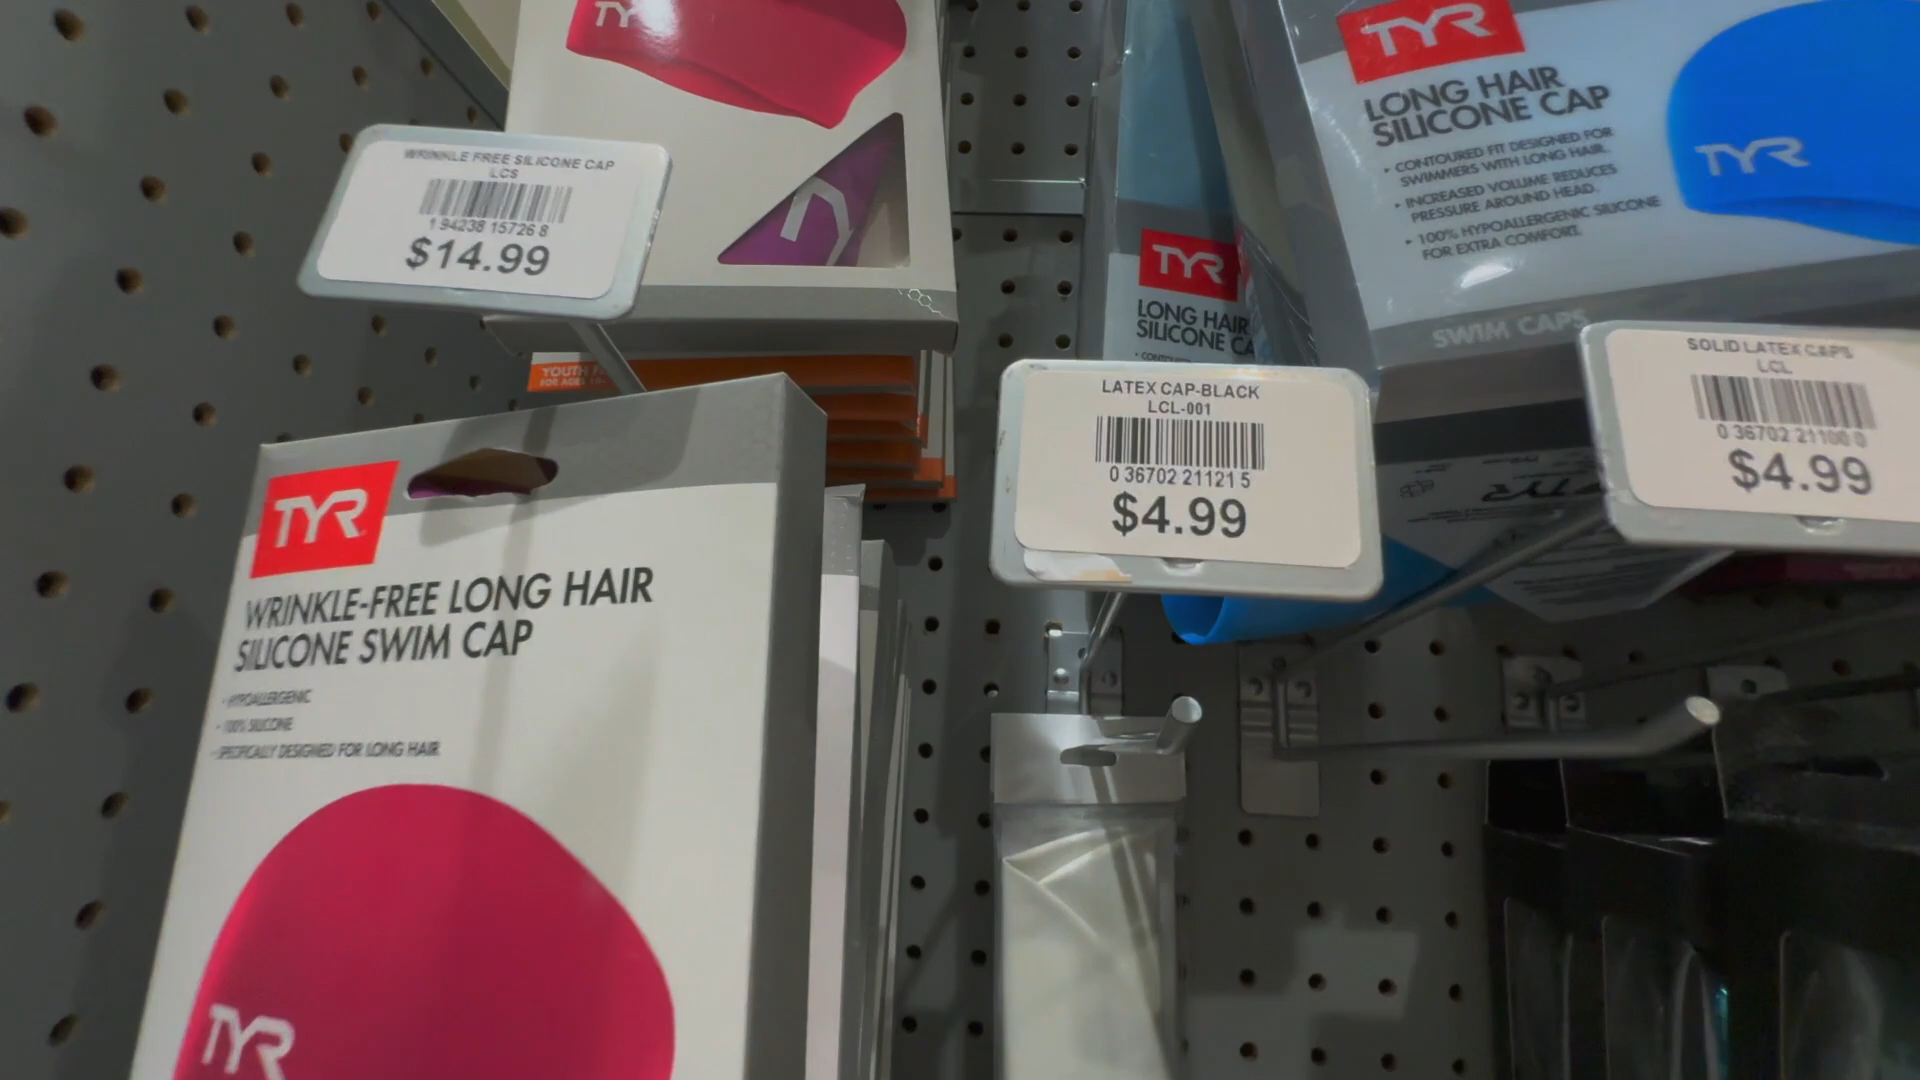 TYR
WRINKLE FREE SILICONE CAP
LCS
1 94238 15726 8
$14.99
YOUTH
TYR
WRINKLE-FREE LONG HAIR
SILICONE SWIM CAP
• HYPOALLERGENIC
• 100% SILICONE
• SPECIFICALLY DESIGNED FOR LONG HAIR
TYR
TYR
LONG HAIR
SILICONE CA
LATEX CAP-BLACK
LCL-001
0 36702 21121 5
$4.99
TYR
LONG HAIR
SILICONE CAP
• CONTOURED FIT DESIGNED FOR
SWIMMERS WITH LONG HAIR.
• INCREASED VOLUME REDUCES
PRESSURE AROUND HEAD.
• 100% HYPOALLERGENIC SILICONE
FOR EXTRA COMFORT.
TYR
SWIM CAPS
SOLID LATEX CAPS
LCL
0 36702 21100 0
$4.99
TYR